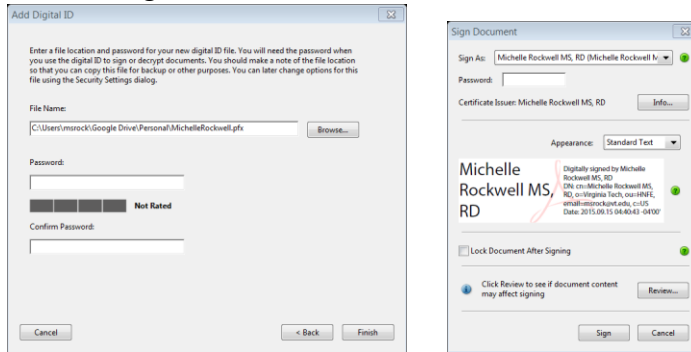 Add Digital ID
Enter a file location and password for your new digital ID file. You will need the password when
you use the digital ID to sign or decrypt documents. You should make a note of the file location
so that you can copy this file for backup or other purposes. You can later change options for this
file using the Security Settings dialog.
File Name:
C:\Users\msrock\Google Drive\Personal\MichelleRockwell.pfx
Browse...
Password:
Not Rated
Confirm Password:
Cancel
< Back
Finish
Sign Document
Sign As:
Michelle Rockwell MS, RD (Michelle Rockwell M
Password:
Certificate Issuer: Michelle Rockwell MS, RD
Info...
Appearance:
Standard Text
Michelle
Rockwell MS,
RD
Digitally signed by Michelle
Rockwell MS, RD
DN: cn=Michelle Rockwell MS,
RD, o=Virginia Tech, ou=HNFE,
email=msrock@vt.edu, c=US
Date: 2015.09.15 04:40:43 -04'00'
Lock Document After Signing
Click Review to see if document content
may affect signing
Review...
Sign
Cancel